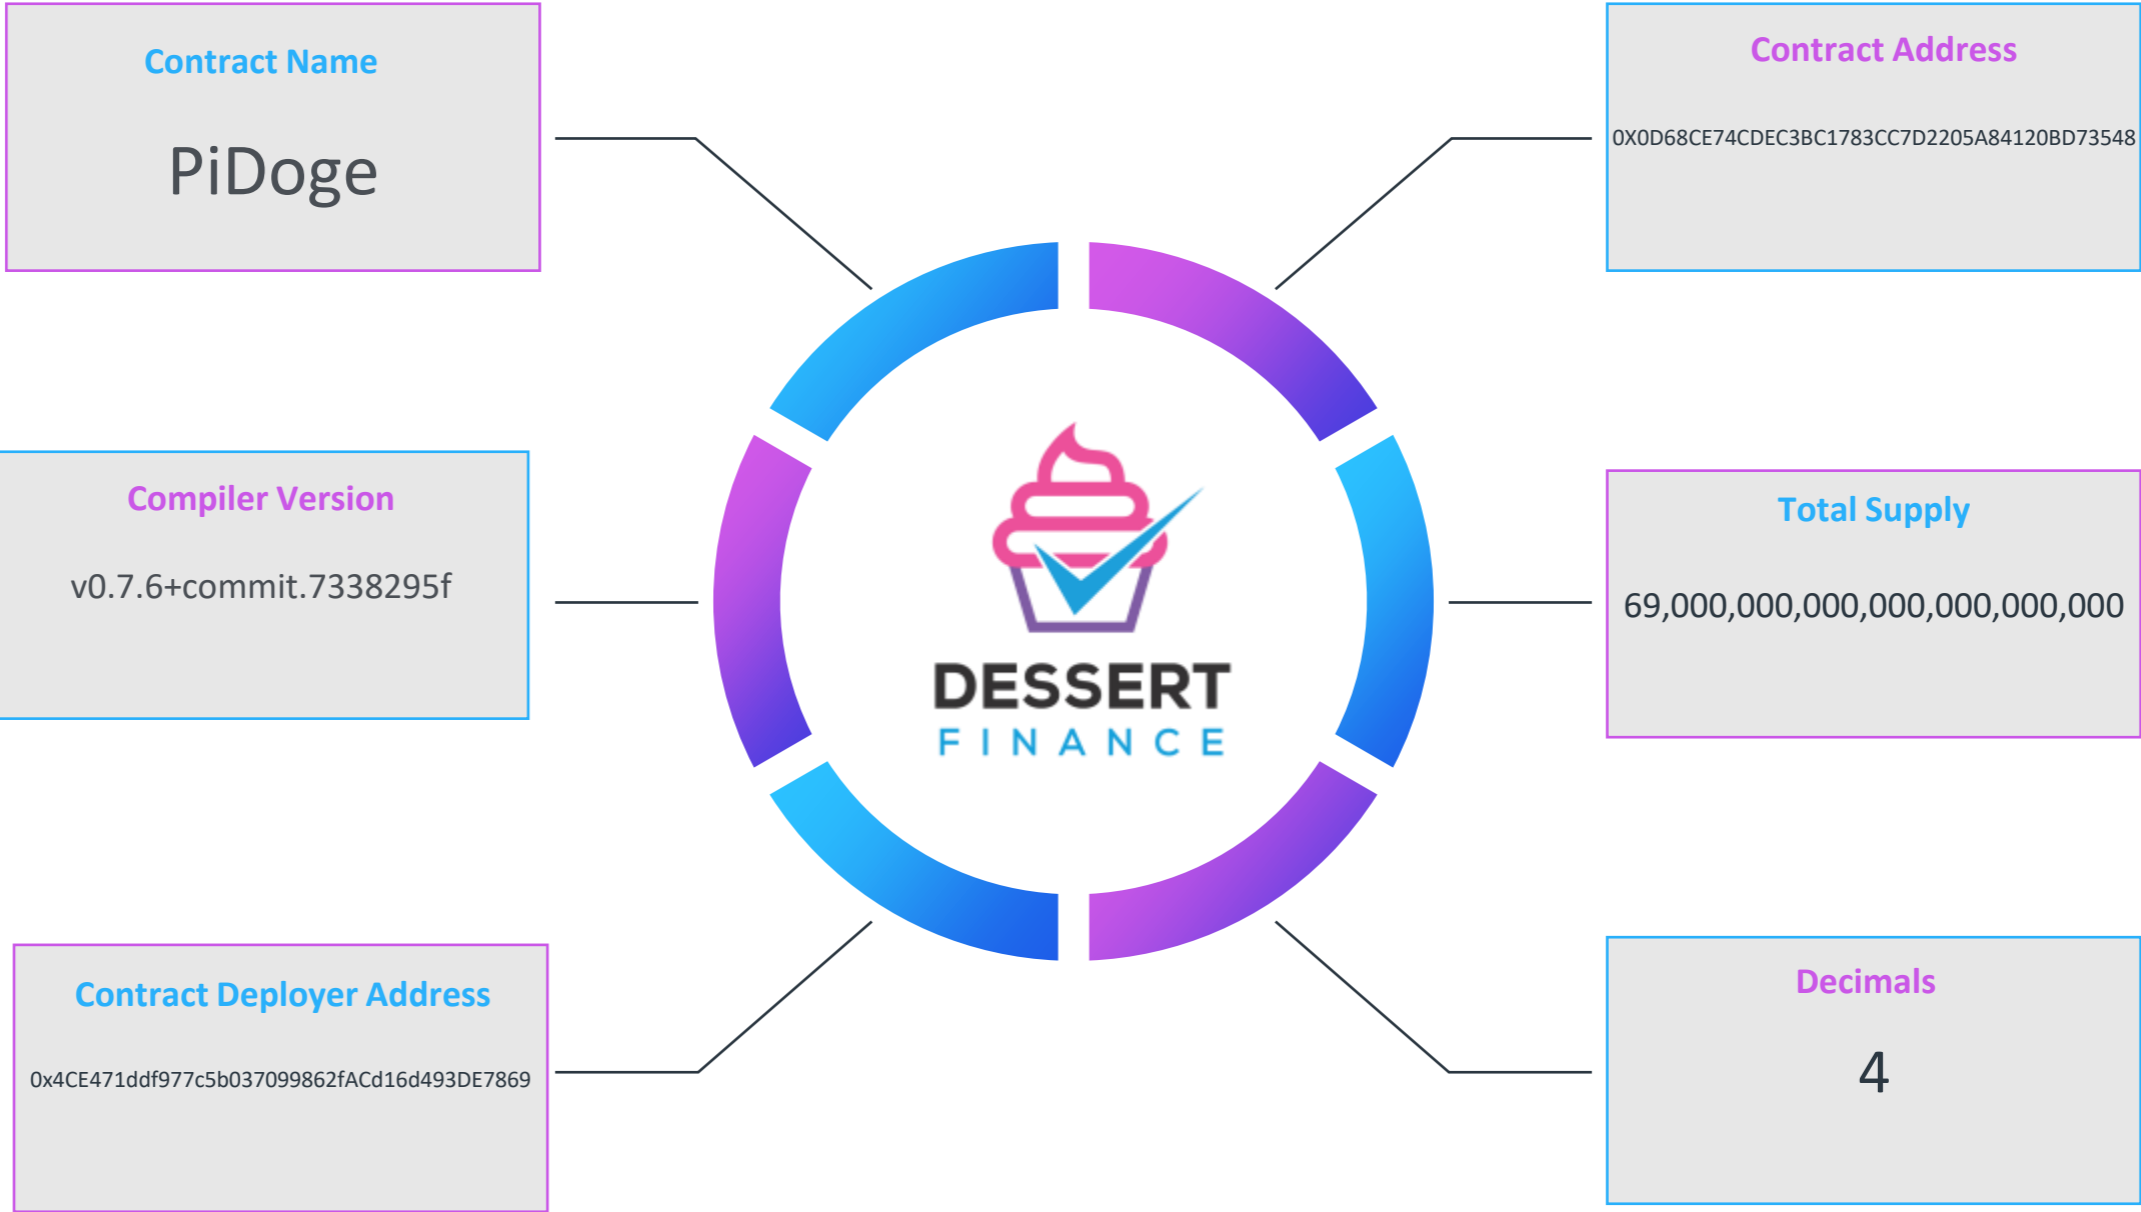 Contract Name
PiDoge
Contract Address
0X0D68CE74CDEC3BC1783CC7D2205A84120BD73548
Compiler Version
v0.7.6+commit.7338295f
DESSERT
FINANCE
Total Supply
69,000,000,000,000,000,000,000
Contract Deployer Address
0x4CE471ddf977c5b037099862fACd16d493DE7869
Decimals
4